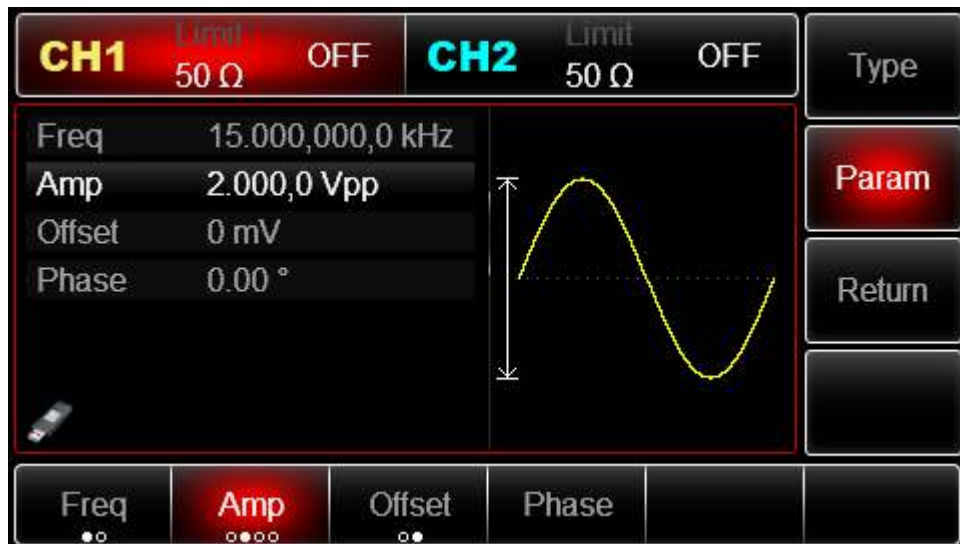 CH1 Limit 50 Ω OFF
CH2 Limit 50 Ω OFF
Type
Freq 15.000,000,0 kHz
Amp 2.000,0 Vpp
Offset 0 mV
Phase 0.00 °
Param
Return
Freq Amp Offset Phase